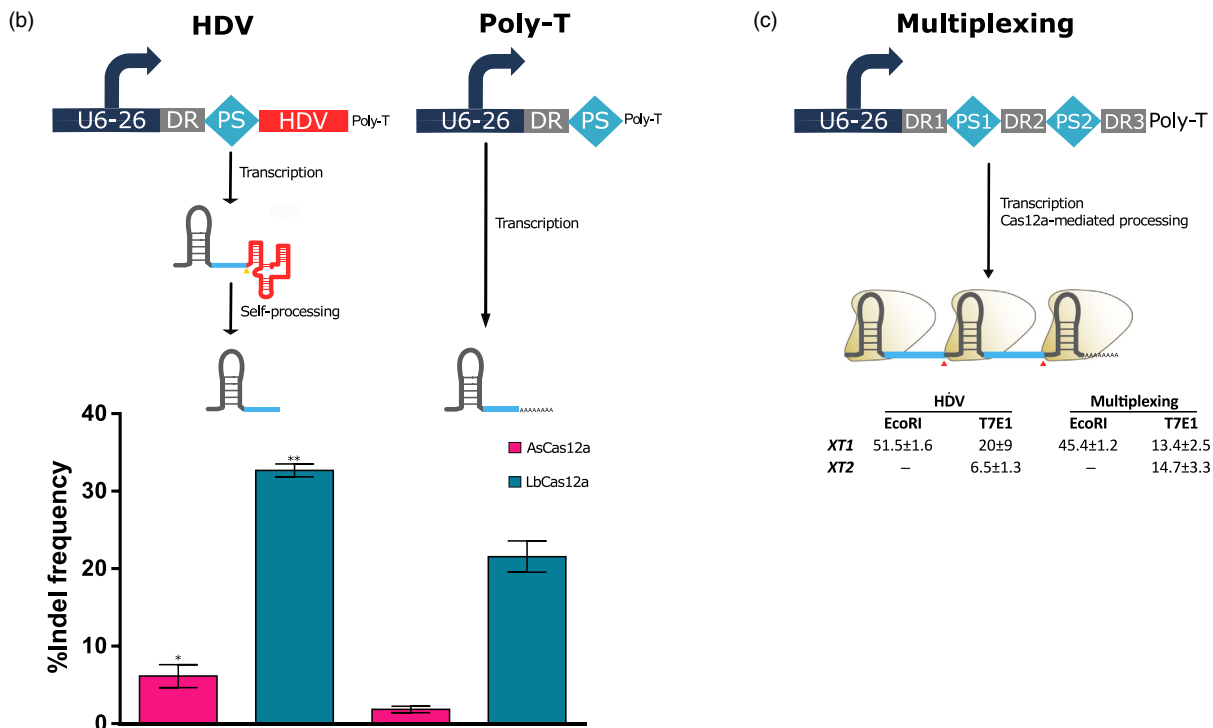 (b)
HDV
U6-26 DR PS HDV Poly-T
Transcription
Self-processing
Poly-T
U6-26 DR PS Poly-T
Transcription
AAAAAAAA
%Indel frequency
40
30
20
10
0
*
**
AsCas12a
LbCas12a
(c)
Multiplexing
U6-26 DR1 PS1 DR2 PS2 DR3 Poly-T
Transcription
Cas12a-mediated processing
AAAAAAAA
HDV Multiplexing
EcoRI T7E1 EcoRI T7E1
XT1 51.5±1.6 20±9 45.4±1.2 13.4±2.5
XT2 – 6.5±1.3 – 14.7±3.3